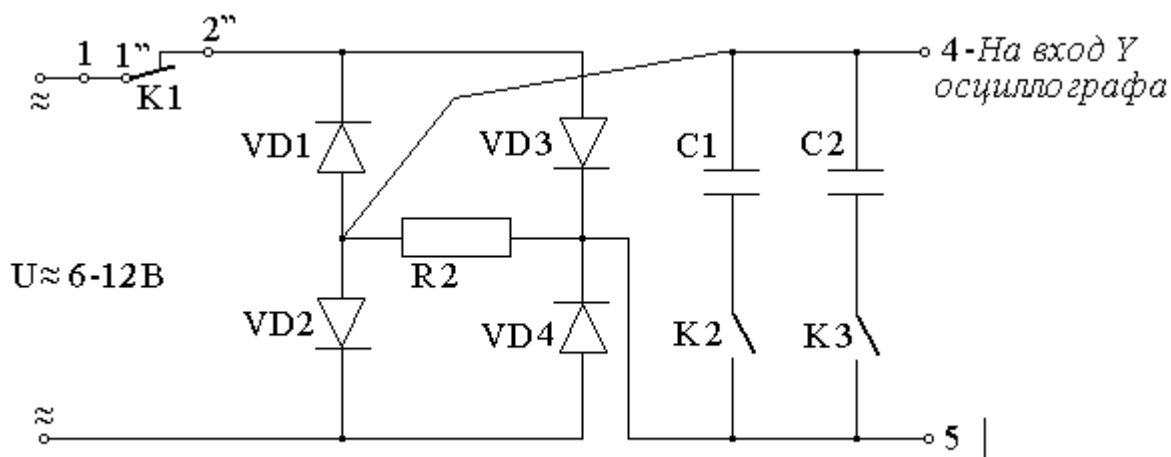 1
1”
2”
≈
K1
4-На вход Y
осциллографа
VD1
VD3
C1
C2
R2
U≈6-12В
VD2
VD4
K2
K3
≈
5